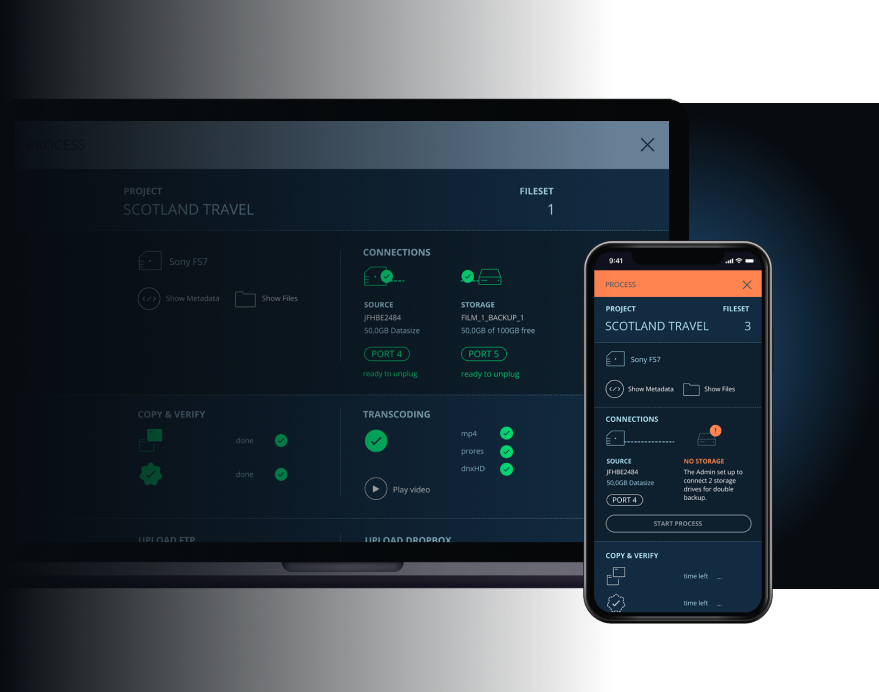 PROCESS
PROJECT
SCOTLAND TRAVEL
FILESET
1
Sony FS7
Show Metadata
Show Files
CONNECTIONS
SOURCE
JFHBE2484
50,0GB Datasize
PORT 4
ready to unplug
STORAGE
FILM_1_BACKUP_1
50,0GB of 100GB free
PORT 5
ready to unplug
COPY & VERIFY
done
done
TRANSCODING
mp4
prores
dnxHD
Play video
UPLOAD FTP
UPLOAD DROPBOX
9:41
PROCESS
PROJECT
FILESET
SCOTLAND TRAVEL
3
Sony FS7
Show Metadata
Show Files
CONNECTIONS
SOURCE
JFHBE2484
50,0GB Datasize
PORT 4
NO STORAGE
The Admin set up to
connect 2 storage
drives for double
backup.
START PROCESS
COPY & VERIFY
time left ...
time left ...